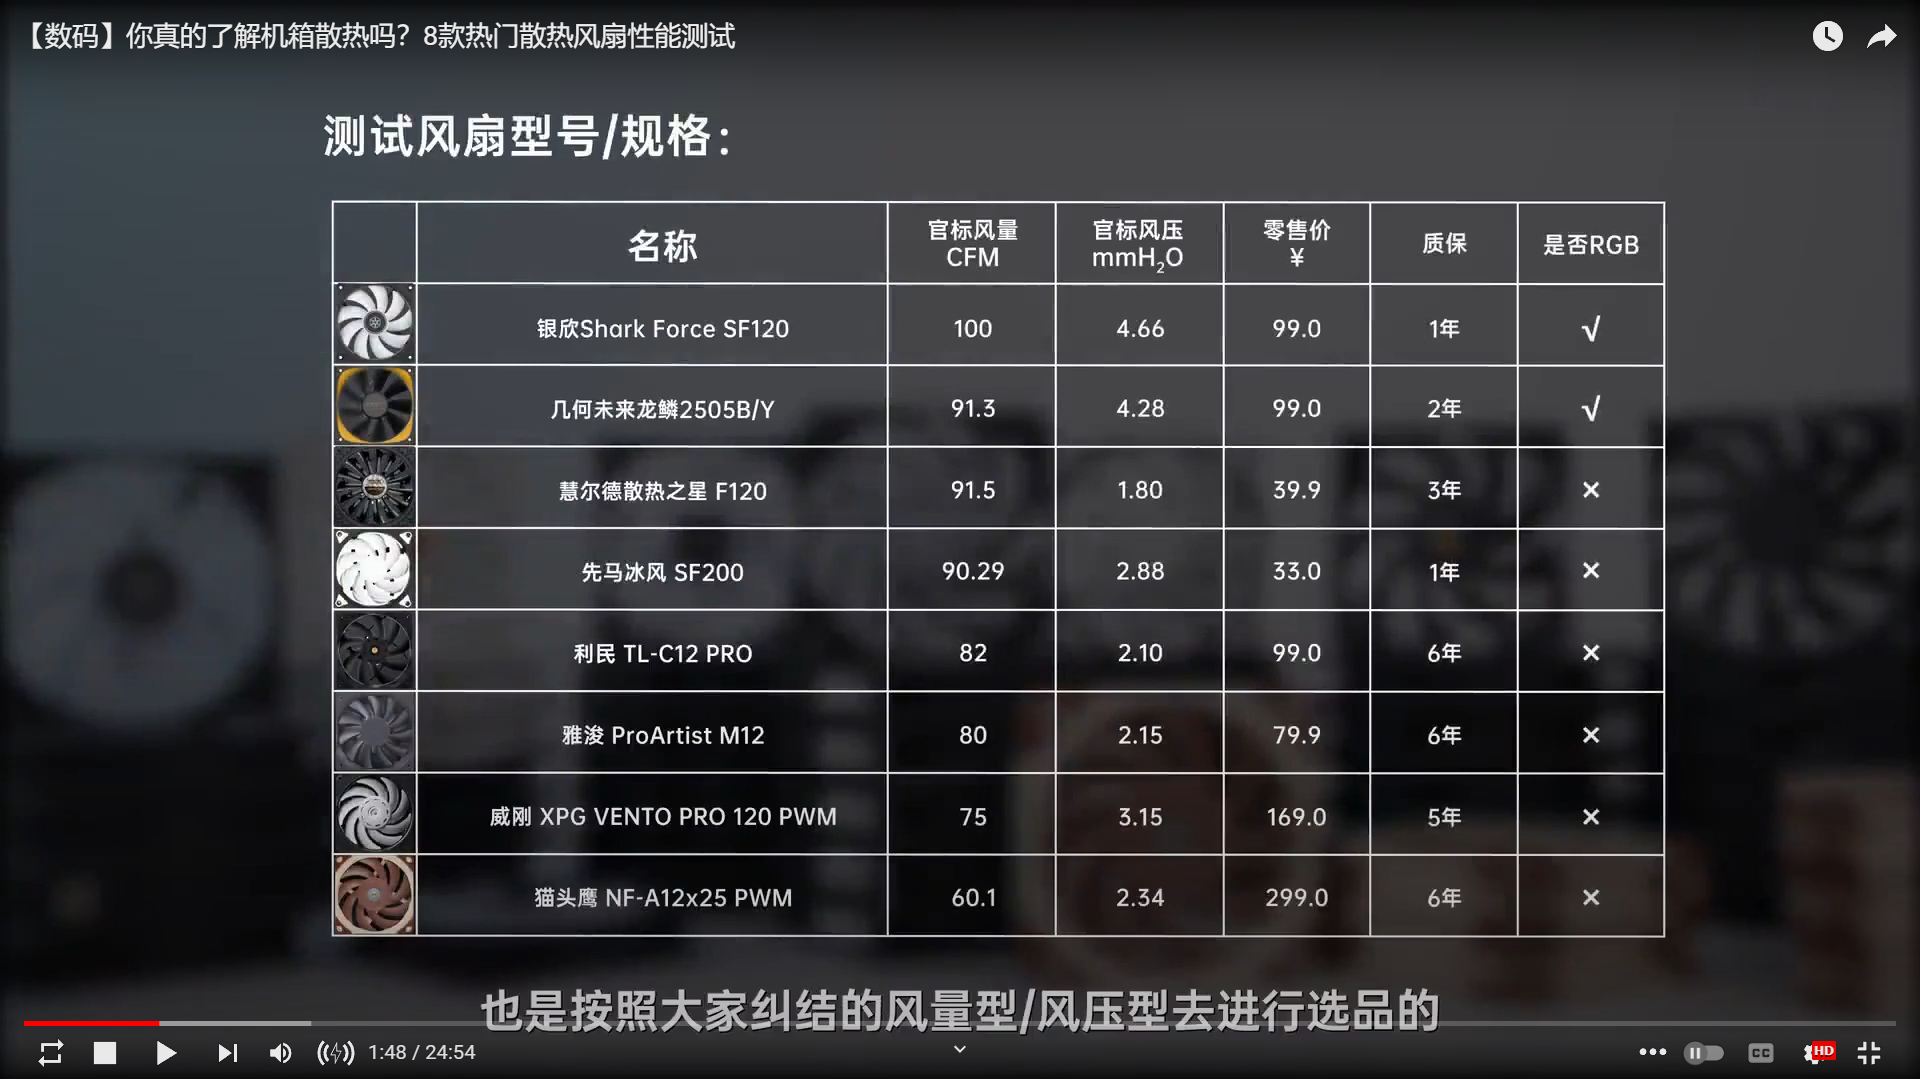 【数码】你真的了解机箱散热吗？8款热门散热风扇性能测试
测试风扇型号/规格：
名称 官标风量 CFM 官标风压 mmH₂O 零售价 ¥ 质保 是否RGB
银欣Shark Force SF120 100 4.66 99.0 1年 √
几何未来龙鳞2505B/Y 91.3 4.28 99.0 2年 √
慧尔德散热之星 F120 91.5 1.80 39.9 3年 ×
先马冰风 SF200 90.29 2.88 33.0 1年 ×
利民 TL-C12 PRO 82 2.10 99.0 6年 ×
雅浚 ProArtist M12 80 2.15 79.9 6年 ×
威刚 XPG VENTO PRO 120 PWM 75 3.15 169.0 5年 ×
猫头鹰 NF-A12x25 PWM 60.1 2.34 299.0 6年 ×
也是按照大家纠结的风量型/风压型去进行选品的
1:48 / 24:54
CC
HD